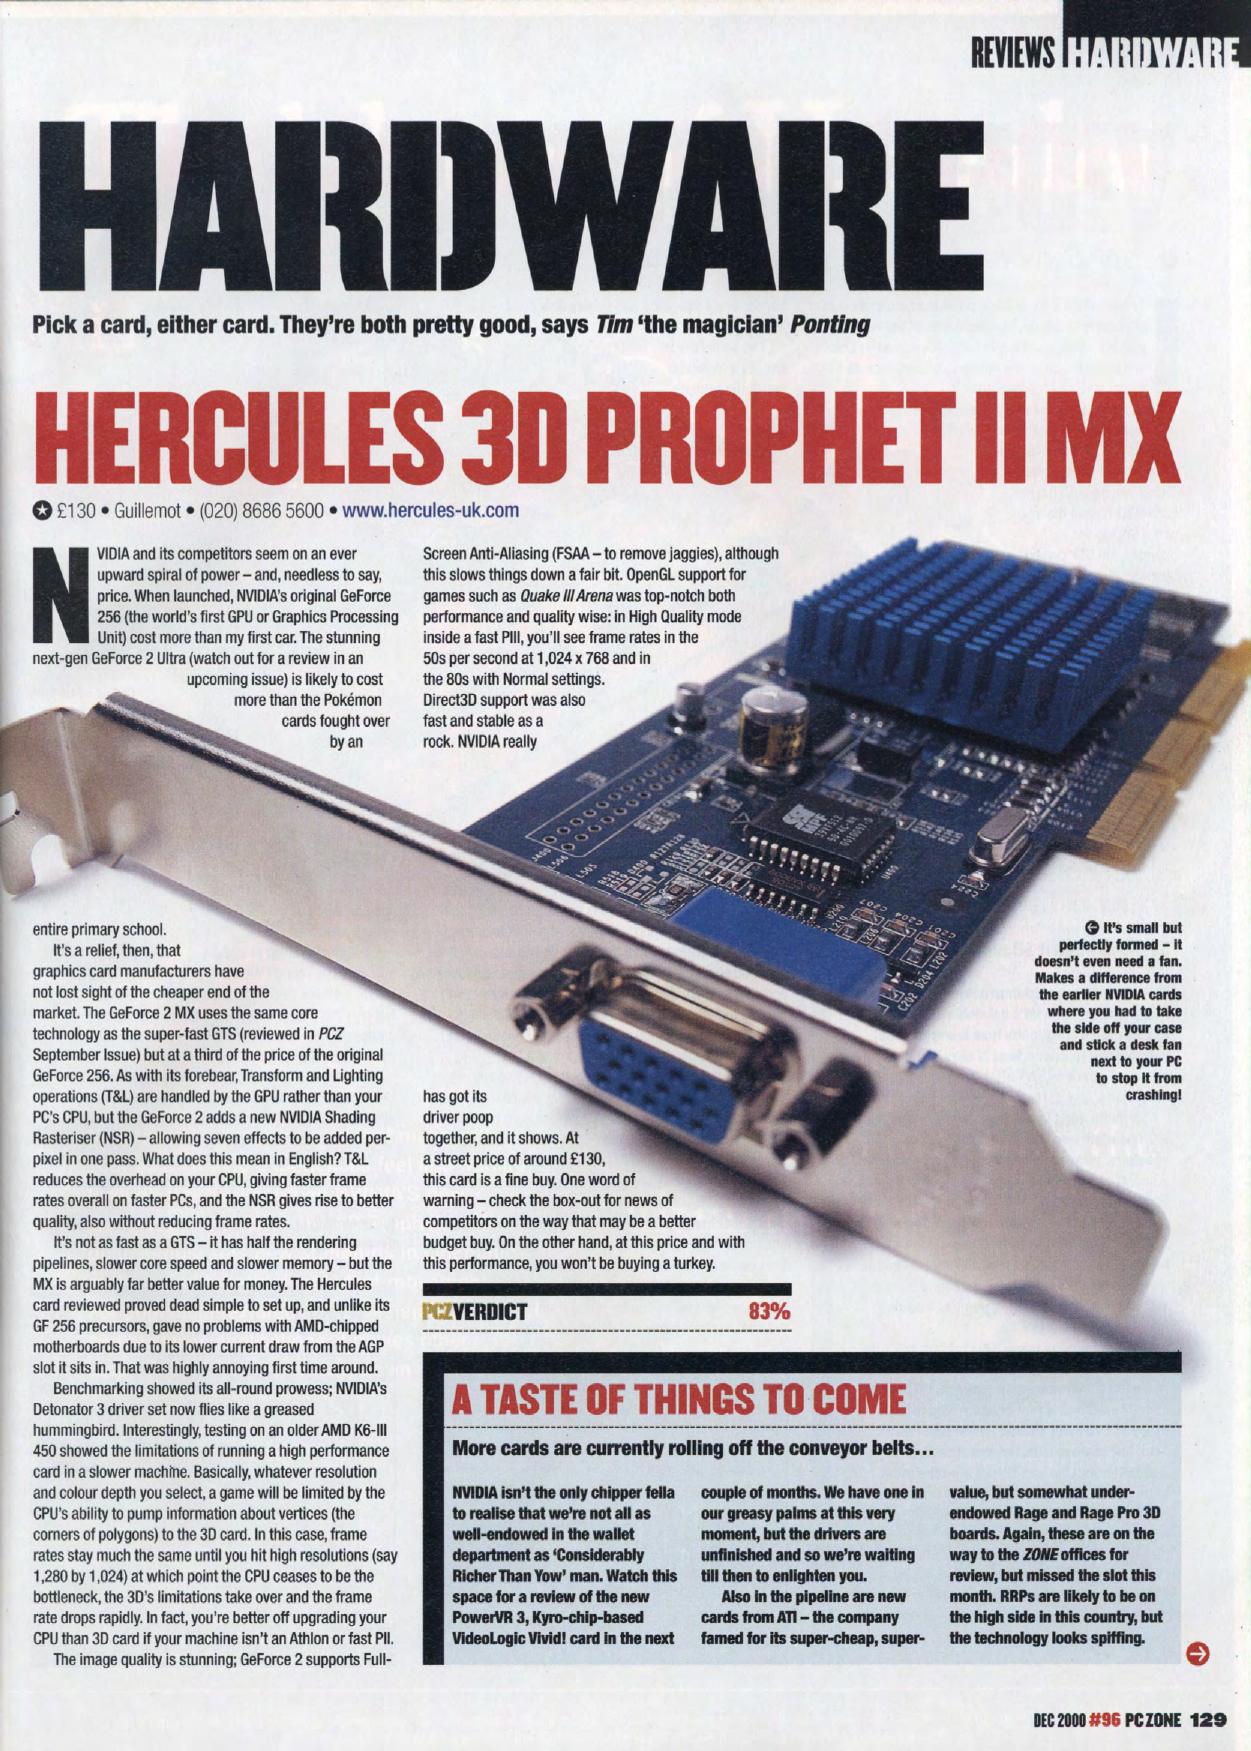 REVIEWS HARDWARE
HARDWARE
Pick a card, either card. They're both pretty good, says Tim 'the magician' Ponting
HERCULES 3D PROPHET II MX
£130 • Guillemot • (020) 8686 5600 • www.hercules-uk.com
NVIDIA and its competitors seem on an ever
upward spiral of power – and, needless to say,
price. When launched, NVIDIA's original GeForce
256 (the world's first GPU or Graphics Processing
Unit) cost more than my first car. The stunning
next-gen GeForce 2 Ultra (watch out for a review in an
upcoming issue) is likely to cost
more than the Pokémon
cards fought over
by an
entire primary school.
It's a relief, then, that
graphics card manufacturers have
not lost sight of the cheaper end of the
market. The GeForce 2 MX uses the same core
technology as the super-fast GTS (reviewed in PCZ
September Issue) but at a third of the price of the original
GeForce 256. As with its forebear, Transform and Lighting
operations (T&L) are handled by the GPU rather than your
PC's CPU, but the GeForce 2 adds a new NVIDIA Shading
Rasteriser (NSR) – allowing seven effects to be added per-
pixel in one pass. What does this mean in English? T&L
reduces the overhead on your CPU, giving faster frame
rates overall on faster PCs, and the NSR gives rise to better
quality, also without reducing frame rates.
It's not as fast as a GTS – it has half the rendering
pipelines, slower core speed and slower memory – but the
MX is arguably far better value for money. The Hercules
card reviewed proved dead simple to set up, and unlike its
GF 256 precursors, gave no problems with AMD-chipped
motherboards due to its lower current draw from the AGP
slot it sits in. That was highly annoying first time around.
Benchmarking showed its all-round prowess; NVIDIA's
Detonator 3 driver set now flies like a greased
hummingbird. Interestingly, testing on an older AMD K6-III
450 showed the limitations of running a high performance
card in a slower machine. Basically, whatever resolution
and colour depth you select, a game will be limited by the
CPU's ability to pump information about vertices (the
corners of polygons) to the 3D card. In this case, frame
rates stay much the same until you hit high resolutions (say
1,280 by 1,024) at which point the CPU ceases to be the
bottleneck, the 3D's limitations take over and the frame
rate drops rapidly. In fact, you're better off upgrading your
CPU than 3D card if your machine isn't an Athlon or fast PII.
The image quality is stunning; GeForce 2 supports Full-
Screen Anti-Aliasing (FSAA – to remove jaggies), although
this slows things down a fair bit. OpenGL support for
games such as Quake III Arena was top-notch both
performance and quality wise: in High Quality mode
inside a fast PIII, you'll see frame rates in the
50s per second at 1,024 x 768 and in
the 80s with Normal settings.
Direct3D support was also
fast and stable as a
rock. NVIDIA really
has got its
driver poop
together, and it shows. At
a street price of around £130,
this card is a fine buy. One word of
warning – check the box-out for news of
competitors on the way that may be a better
budget buy. On the other hand, at this price and with
this performance, you won't be buying a turkey.
It's small but
perfectly formed – it
doesn't even need a fan.
Makes a difference from
the earlier NVIDIA cards
where you had to take
the side off your case
and stick a desk fan
next to your PC
to stop it from
crashing!
PCZVERDICT 83%
A TASTE OF THINGS TO COME
More cards are currently rolling off the conveyor belts...
NVIDIA isn't the only chipper fella
to realise that we're not all as
well-endowed in the wallet
department as 'Considerably
Richer Than Yow' man. Watch this
space for a review of the new
PowerVR 3, Kyro-chip-based
VideoLogic Vivid! card in the next
couple of months. We have one in
our greasy palms at this very
moment, but the drivers are
unfinished and so we're waiting
till then to enlighten you.
Also in the pipeline are new
cards from ATI – the company
famed for its super-cheap, super-
value, but somewhat under-
endowed Rage and Rage Pro 3D
boards. Again, these are on the
way to the ZONE offices for
review, but missed the slot this
month. RRPs are likely to be on
the high side in this country, but
the technology looks spiffing.
DEC 2000 #96 PC ZONE 129